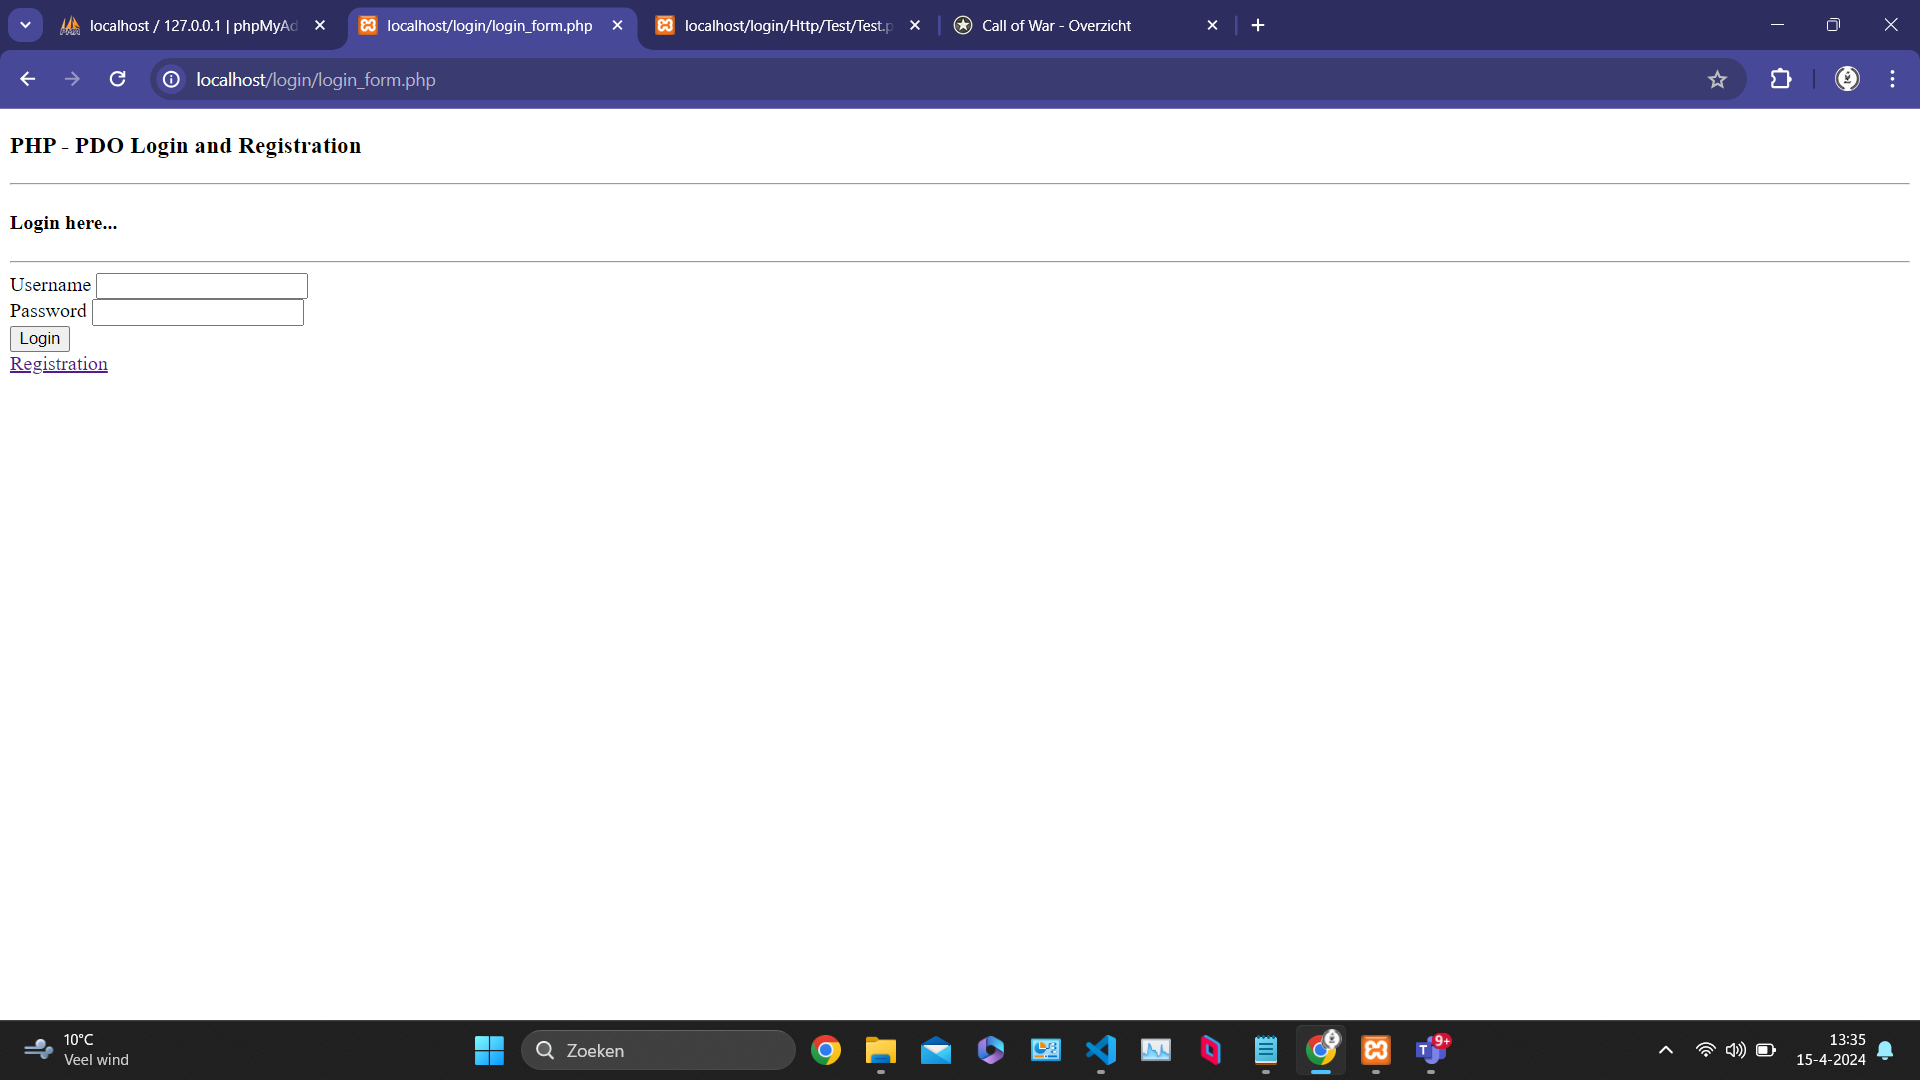 localhost / 127.0.0.1 | phpMyAd
localhost/login/login_form.php
localhost/login/Http/Test/Test.p
Call of War - Overzicht
localhost/login/login_form.php
PHP - PDO Login and Registration
Login here...
Username
Password
Login
Registration
10°C
Veel wind
Zoeken
9+
13:35
15-4-2024